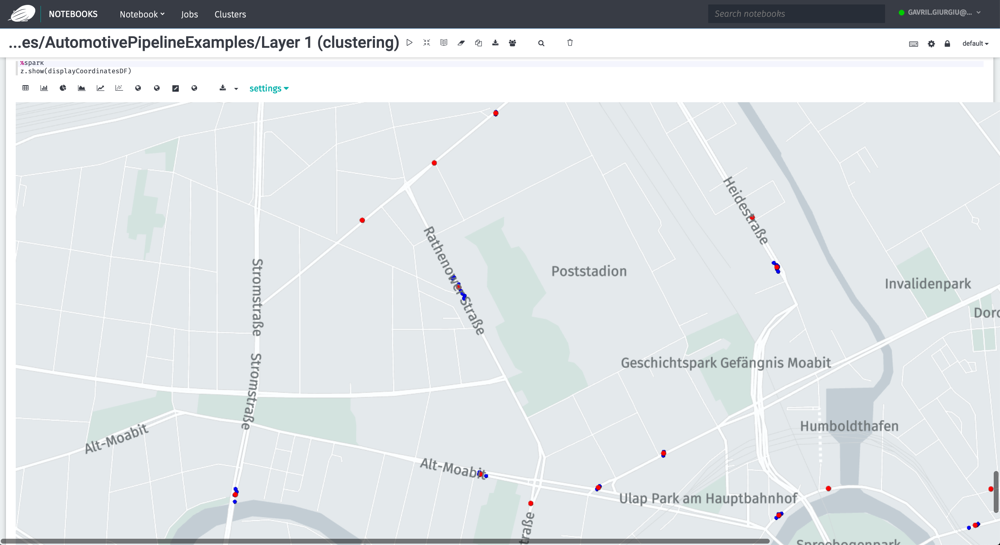 NOTEBOOKS Notebook Jobs Clusters Search notebooks GAVRIL.GIURGIU@...
...es/AutomotivePipelineExamples/Layer 1 (clustering) default
%spark
z.show(displayCoordinatesDF)
settings
Heidestraße
Rathenower Straße
Stromstraße
Poststadion
Invalidenpark
Doro
Stromstraße
Geschichtspark Gefängnis Moabit
Humboldthafen
Alt-Moabit
Alt-Moabit
Ulap Park am Hauptbahnhof
traße
Spreebogenpark